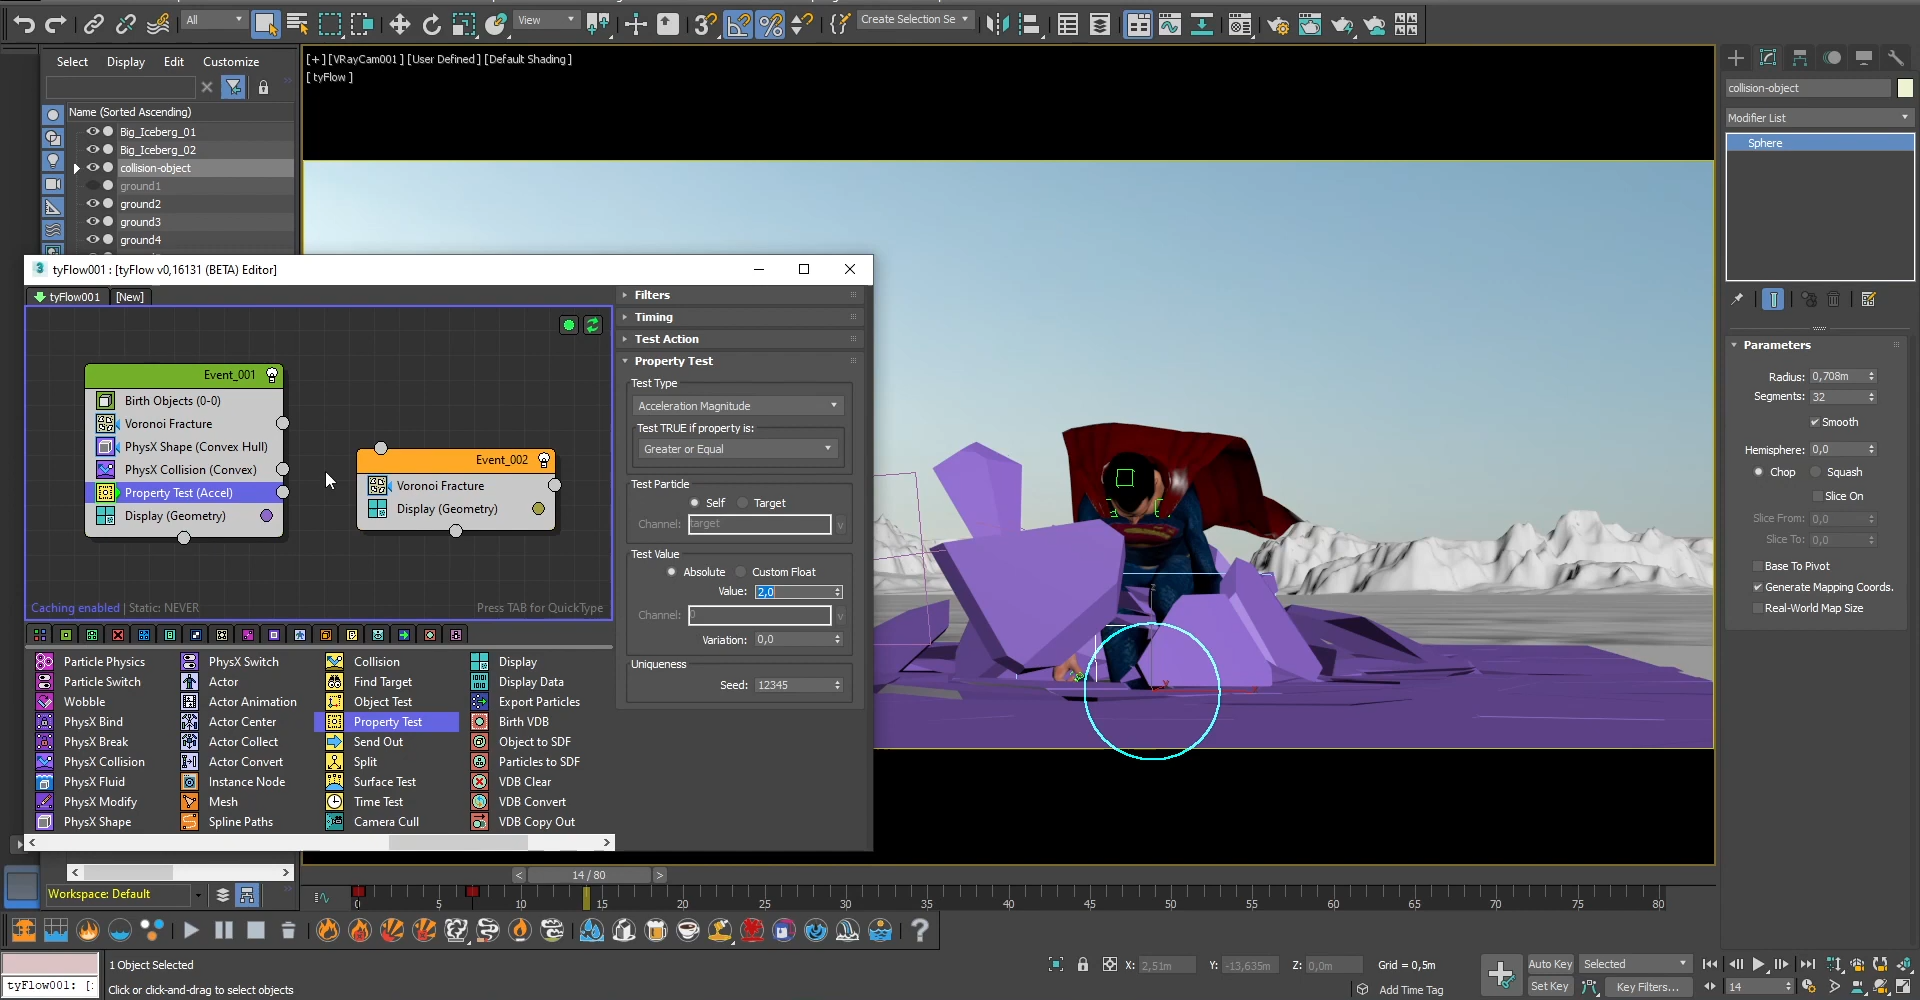 All
View
Create Selection Se
Select Display Edit Customize
Name (Sorted Ascending)
Big_Iceberg_01
Big_Iceberg_02
collision-object
ground1
ground2
ground3
ground4
[+] [VRayCam001] [User Defined] [Default Shading]
[ tyFlow ]
collision-object
Modifier List
Sphere
Parameters
Radius: 0,708m
Segments: 32
Smooth
Hemisphere: 0,0
Chop Squash
Slice On
Slice From: 0,0
Slice To: 0,0
Base To Pivot
Generate Mapping Coords.
Real-World Map Size
tyFlow001 : [tyFlow v0,16131 (BETA) Editor]
tyFlow001 [New]
Event_001
Birth Objects (0-0)
Voronoi Fracture
PhysX Shape (Convex Hull)
PhysX Collision (Convex)
Property Test (Accel)
Display (Geometry)
Event_002
Voronoi Fracture
Display (Geometry)
Caching enabled | Static: NEVER
Press TAB for QuickType
Filters
Timing
Test Action
Property Test
Test Type
Acceleration Magnitude
Test TRUE if property is:
Greater or Equal
Test Particle
Self Target
Channel: target
Test Value
Absolute Custom Float
Value: 2,0
Channel:
Variation: 0,0
Uniqueness
Seed: 12345
Particle Physics PhysX Switch Collision Display
Particle Switch Actor Find Target Display Data
Wobble Actor Animation Object Test Export Particles
PhysX Bind Actor Center Property Test Birth VDB
PhysX Break Actor Collect Send Out Object to SDF
PhysX Collision Actor Convert Split Particles to SDF
PhysX Fluid Instance Node Surface Test VDB Clear
PhysX Modify Mesh Time Test VDB Convert
PhysX Shape Spline Paths Camera Cull VDB Copy Out
Workspace: Default
< 14 / 80 >
0 5 10 15 20 25 30 35 40 45 50 55 60 65 70 75 80
1 Object Selected
Click or click-and-drag to select objects
tyFlow001: [
X: 2,51m Y: -13,635m Z: 0,0m Grid = 0,5m
Add Time Tag
Auto Key Selected
Set Key Key Filters...
14